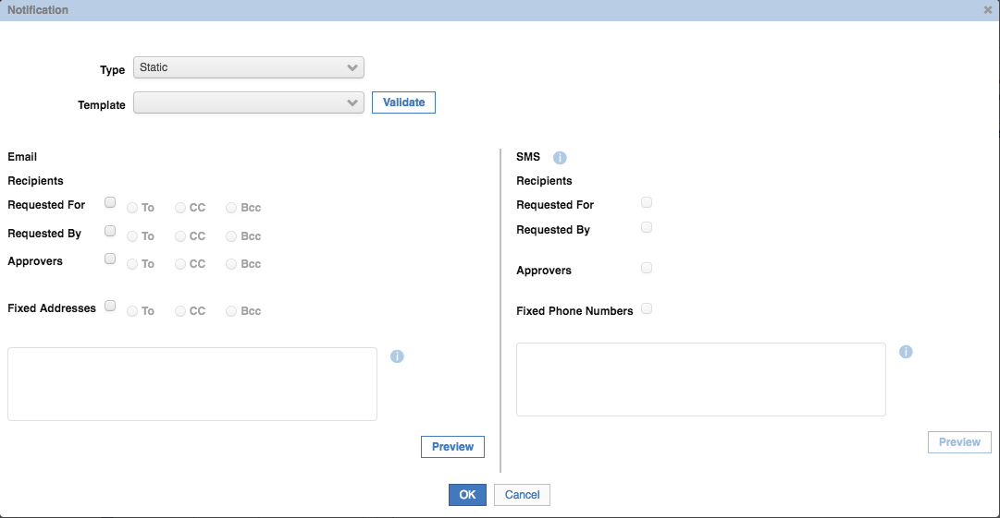 Notification
Type Static
Template Validate
Email
Recipients
Requested For To CC Bcc
Requested By To CC Bcc
Approvers To CC Bcc
Fixed Addresses To CC Bcc
Preview
SMS i
Recipients
Requested For
Requested By
Approvers
Fixed Phone Numbers
Preview
OK Cancel